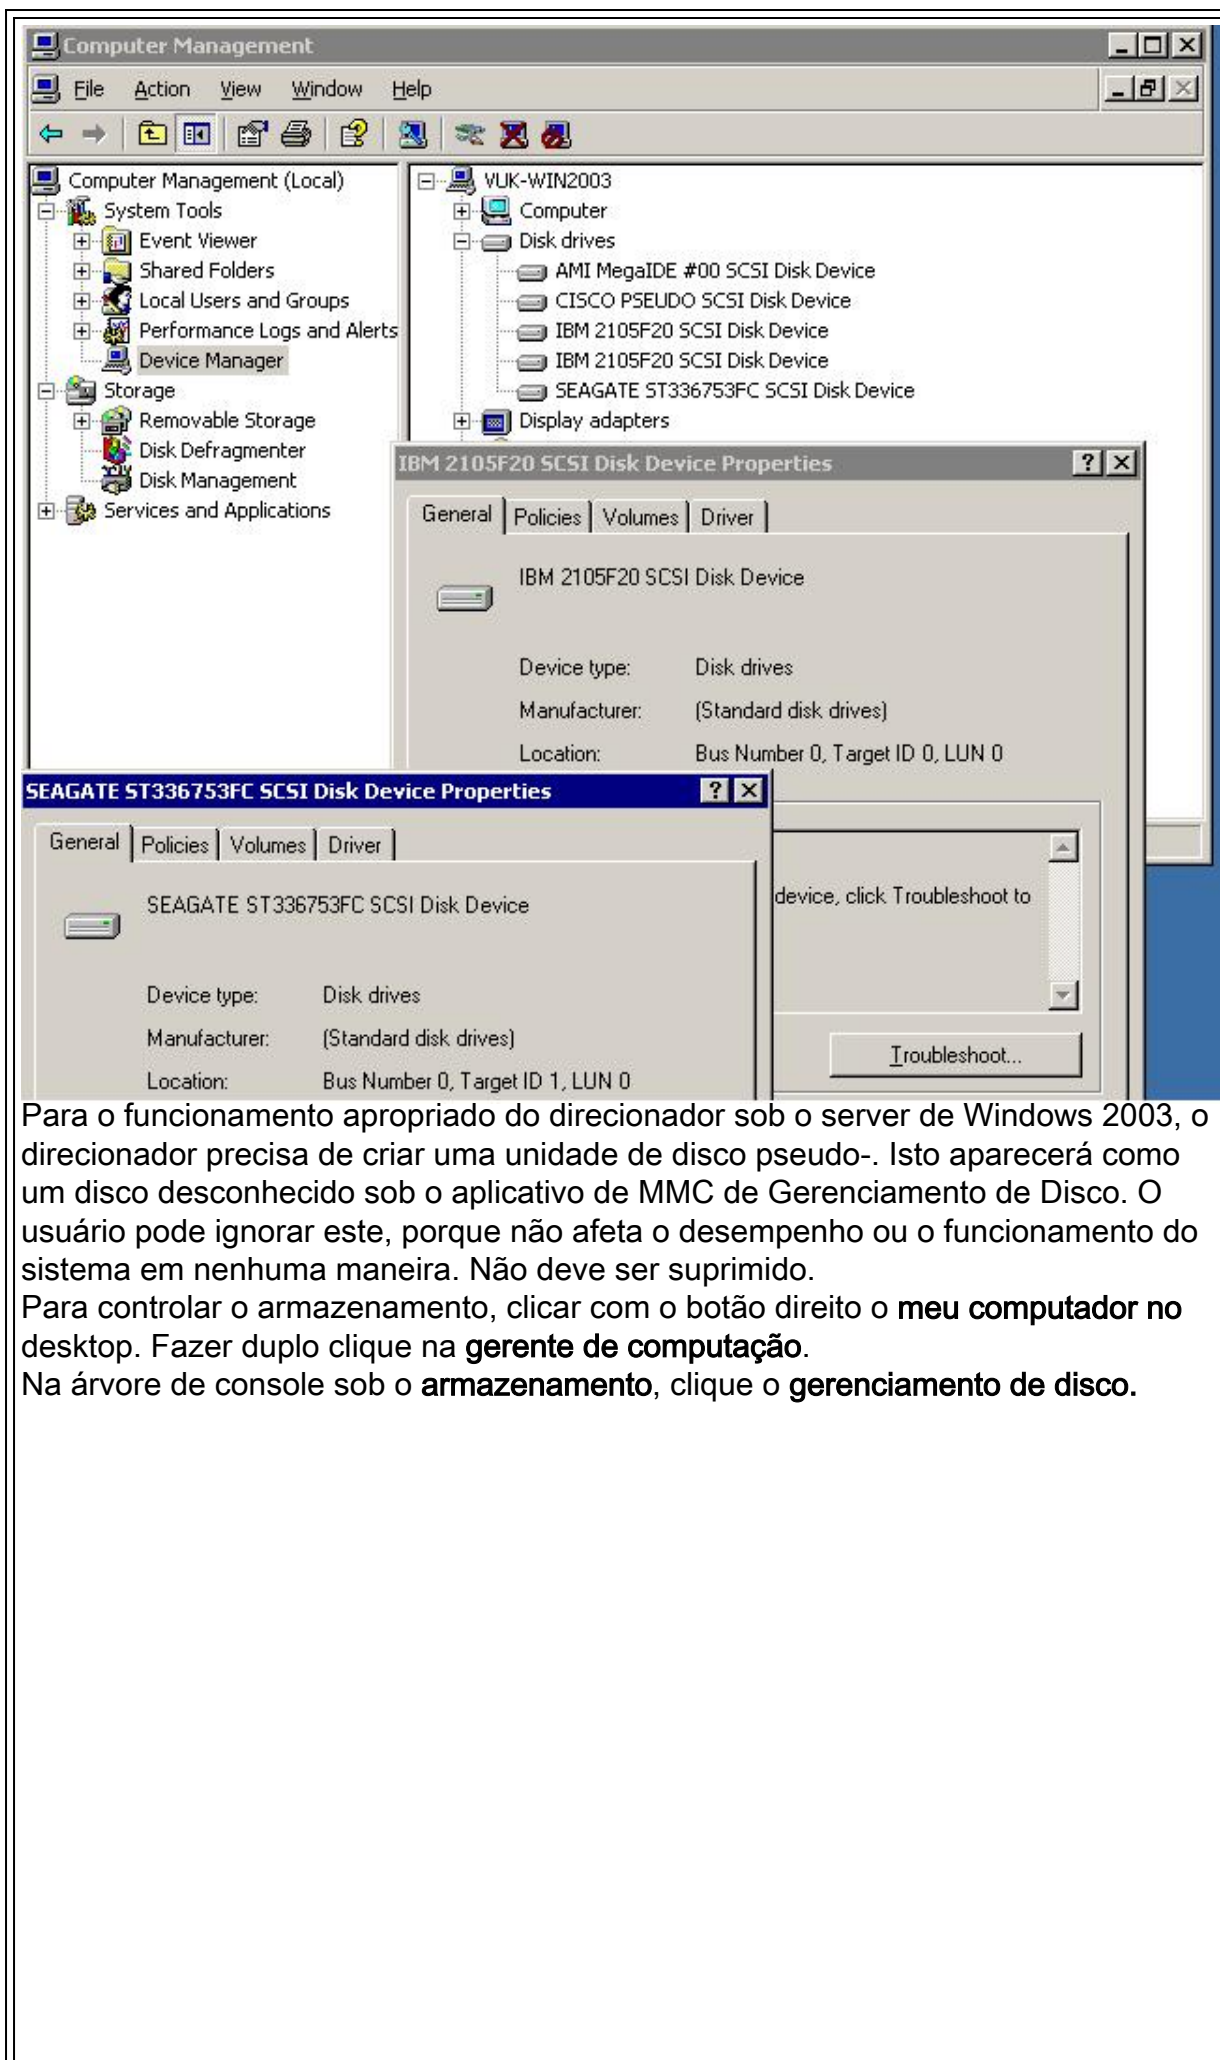 Computer Management
File Action View Window Help
Computer Management (Local)
System Tools
Event Viewer
Shared Folders
Local Users and Groups
Performance Logs and Alerts
Device Manager
Storage
Removable Storage
Disk Defragmenter
Disk Management
Services and Applications
VUK-WIN2003
Computer
Disk drives
AMI MegaIDE #00 SCSI Disk Device
CISCO PSEUDO SCSI Disk Device
IBM 2105F20 SCSI Disk Device
IBM 2105F20 SCSI Disk Device
SEAGATE ST336753FC SCSI Disk Device
Display adapters
IBM 2105F20 SCSI Disk Device Properties
General Policies Volumes Driver
IBM 2105F20 SCSI Disk Device
Device type: Disk drives
Manufacturer: (Standard disk drives)
Location: Bus Number 0, Target ID 0, LUN 0
device, click Troubleshoot to
Troubleshoot...
SEAGATE ST336753FC SCSI Disk Device Properties
General Policies Volumes Driver
SEAGATE ST336753FC SCSI Disk Device
Device type: Disk drives
Manufacturer: (Standard disk drives)
Location: Bus Number 0, Target ID 1, LUN 0
Para o funcionamento apropriado do direcionador sob o server de Windows 2003, o
direcionador precisa de criar uma unidade de disco pseudo-. Isto aparecerá como
um disco desconhecido sob o aplicativo de MMC de Gerenciamento de Disco. O
usuário pode ignorar este, porque não afeta o desempenho ou o funcionamento do
sistema em nenhuma maneira. Não deve ser suprimido.
Para controlar o armazenamento, clicar com o botão direito o meu computador no
desktop. Fazer duplo clique na gerente de computação.
Na árvore de console sob o armazenamento, clique o gerenciamento de disco.